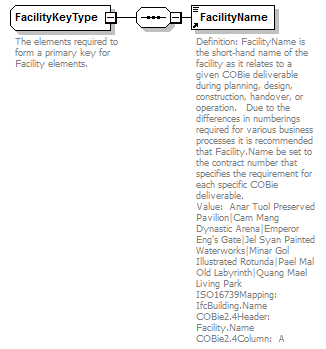 FacilityKeyType
FacilityName
The elements required to
form a primary key for
Facility elements.
Definition: FacilityName is
the short-hand name of the
facility as it relates to a
given COBie deliverable
during planning, design,
construction, handover, or
operation.   Due to the
differences in numberings
required for various business
processes it is recommended
that Facility.Name be set to
the contract number that
specifies the requirement for
each specific COBie
deliverable.
Value:  Anar Tuol Preserved
Pavilion|Cam Mang
Dynastic Arena|Emperor
Eng's Gate|Jel Syan Painted
Waterworks|Minar Gol
Illustrated Rotunda|Pael Mal
Old Labyrinth|Quang Mael
Living Park
ISO16739Mapping:
IfcBuilding.Name
COBie2.4Header:
Facility.Name
COBie2.4Column:  A